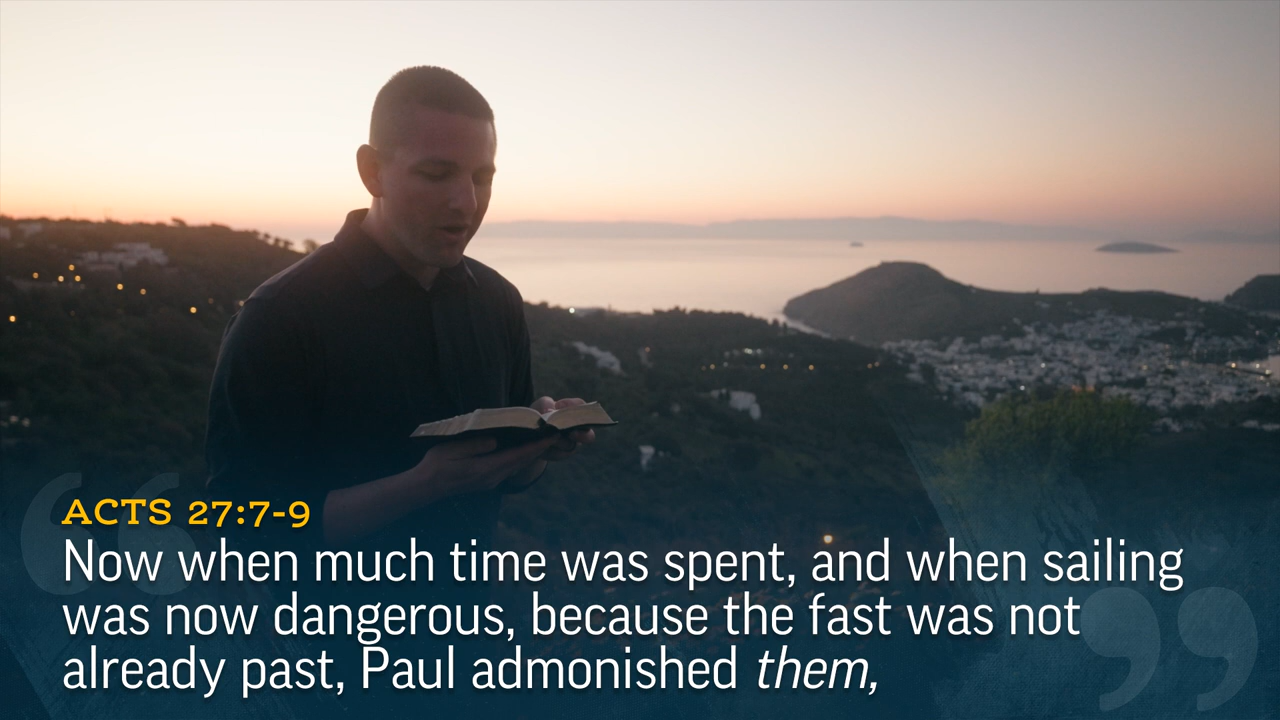 ACTS 27:7-9
Now when much time was spent, and when sailing
was now dangerous, because the fast was not
already past, Paul admonished them,